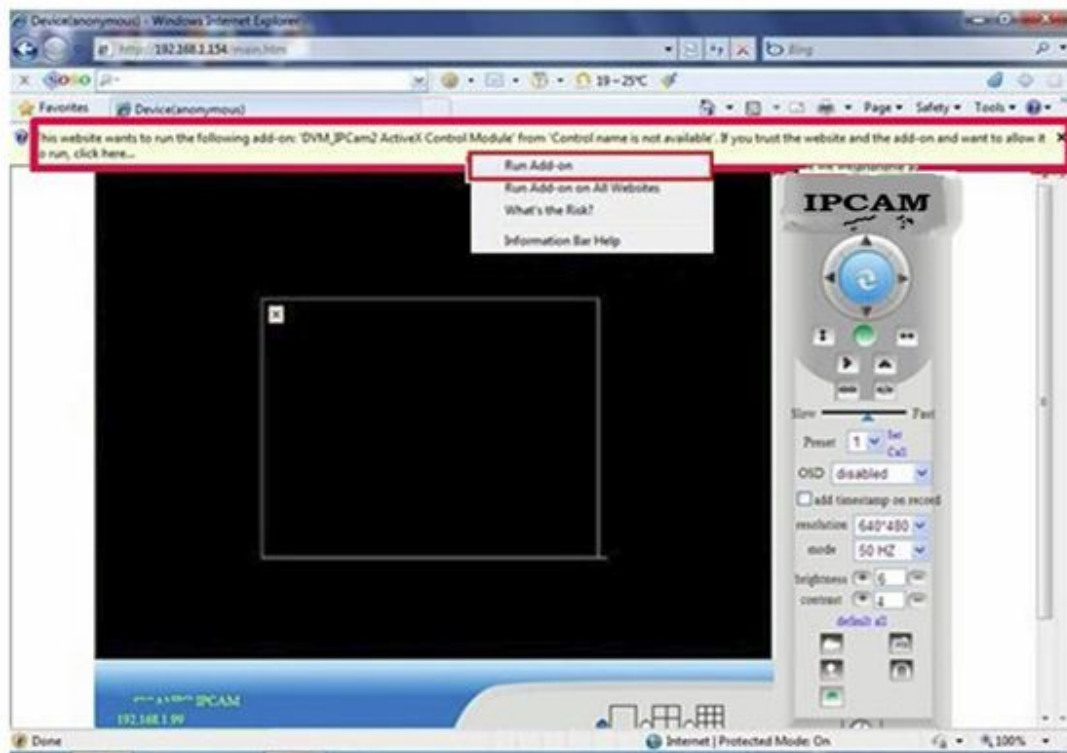 Device(anonymous) - Windows Internet Explorer
http://192.168.1.154/main.htm
Bing
SOSO
19~25℃
Favorites
Device(anonymous)
Page
Safety
Tools
This website wants to run the following add-on: 'DVM_IPCam2 ActiveX Control Module' from 'Control name is not available'. If you trust the website and the add-on and want to allow it
o run, click here...
Run Add-on
Run Add-on on All Websites
What's the Risk?
Information Bar Help
IPCAM
Slow
Fast
Preset
1
Set
Call
OSD
disabled
add timestamp on record
resolution
640*480
mode
50 HZ
brightness
6
contrast
4
default all
IPCAM
192.168.1.99
Done
Internet | Protected Mode: On
100%